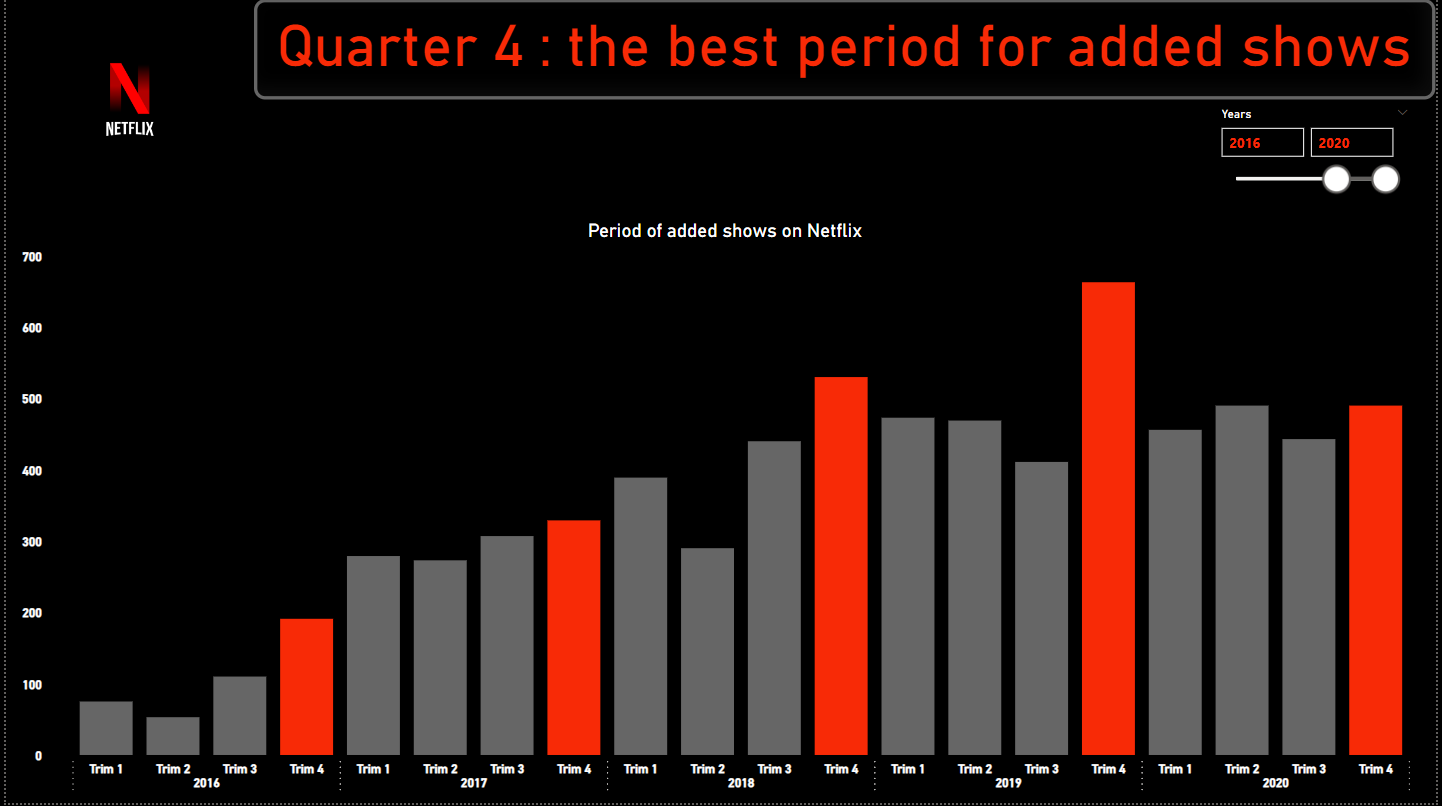 Quarter 4 : the best period for added shows
NETFLIX
Years
2016 2020
Period of added shows on Netflix
700
600
500
400
300
200
100
0
Trim 1 Trim 2 Trim 3 Trim 4 Trim 1 Trim 2 Trim 3 Trim 4 Trim 1 Trim 2 Trim 3 Trim 4 Trim 1 Trim 2 Trim 3 Trim 4 Trim 1 Trim 2 Trim 3 Trim 4
2016 2017 2018 2019 2020